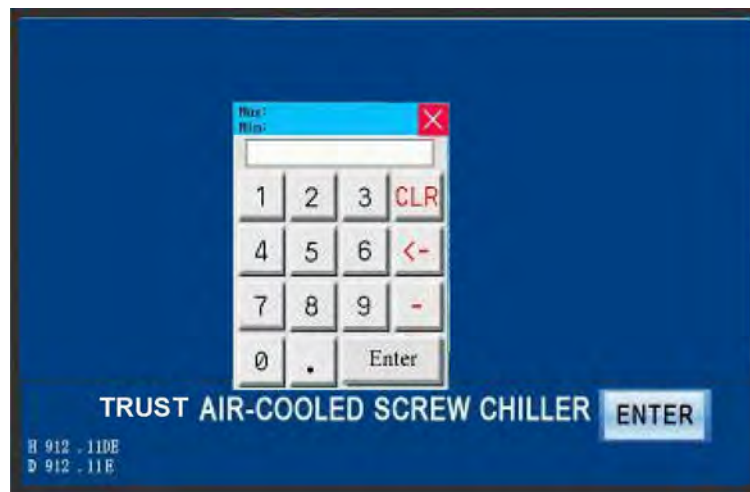 Max:
Min:
1 2 3 CLR
4 5 6 <-
7 8 9 -
0 . Enter
TRUST AIR-COOLED SCREW CHILLER ENTER
H 912 .11DE
D 912 .11E